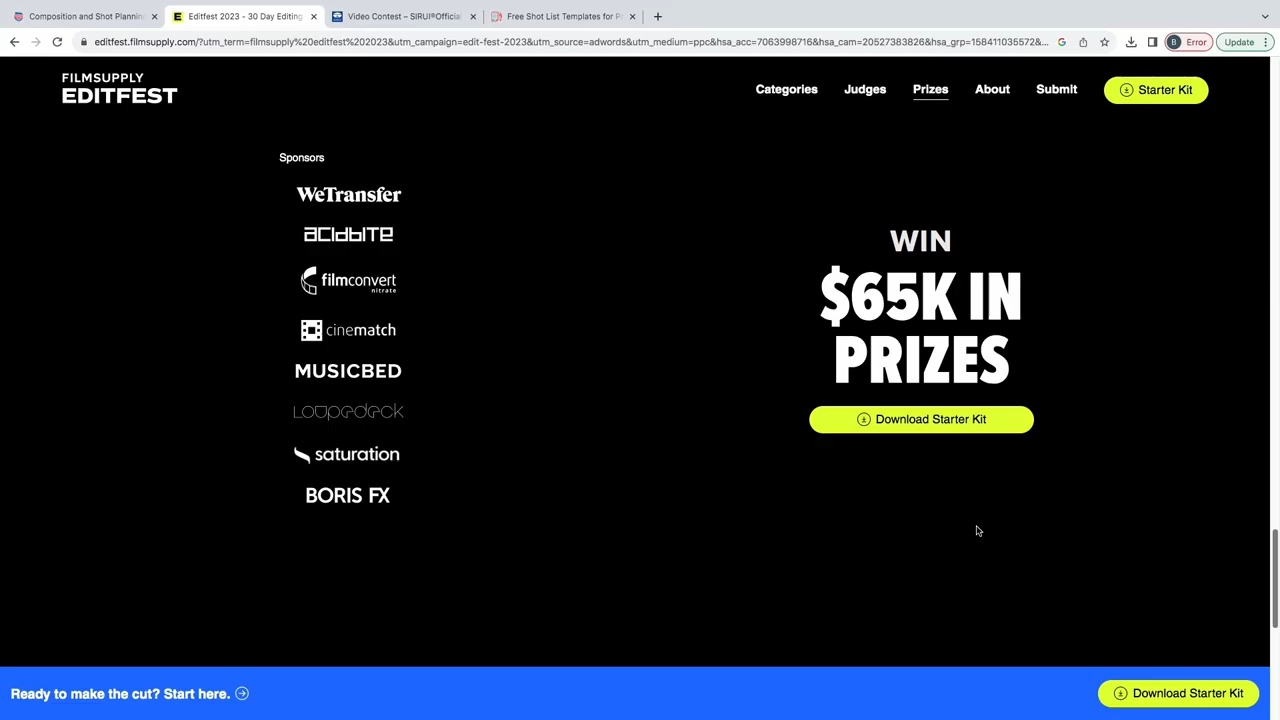 Composition and Shot Planning
Editfest 2023 - 30 Day Editing
Video Contest – SIRUI®Official
Free Shot List Templates for P
editfest.filmsupply.com/?utm_term=filmsupply%20editfest%202023&utm_campaign=edit-fest-2023&utm_source=adwords&utm_medium=ppc&hsa_acc=7063998716&hsa_cam=20527383826&hsa_grp=158411035572&...
B Error
Update
FILMSUPPLY
EDITFEST
Categories
Judges
Prizes
About
Submit
Starter Kit
Sponsors
WeTransfer
acidbite
filmconvert
nitrate
cinematch
MUSICBED
Loupedeck
saturation
BORIS FX
WIN
$65K IN
PRIZES
Download Starter Kit
Ready to make the cut? Start here.
Download Starter Kit